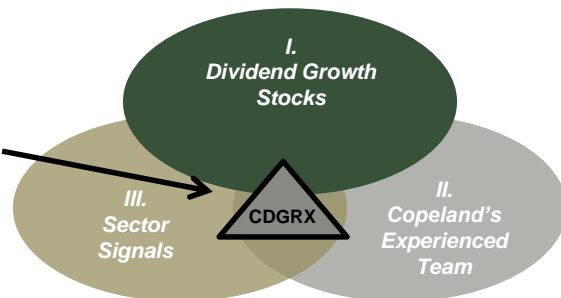 I.
Dividend Growth
Stocks
III.
Sector
Signals
CDGRX
II.
Copeland's
Experienced
Team